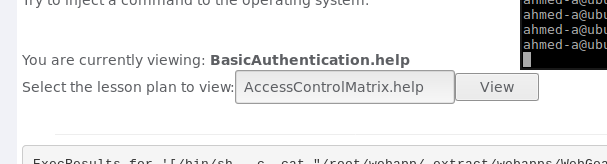 Try to inject a command to the operating system.
ahmed-a@ubu
ahmed-a@ubu
ahmed-a@ubu
ahmed-a@ubu
You are currently viewing: BasicAuthentication.help
Select the lesson plan to view: AccessControlMatrix.help View
ExecResults for '[/bin/sh, -c, cat "/root/webapp/.extract/webapps/WebGoa